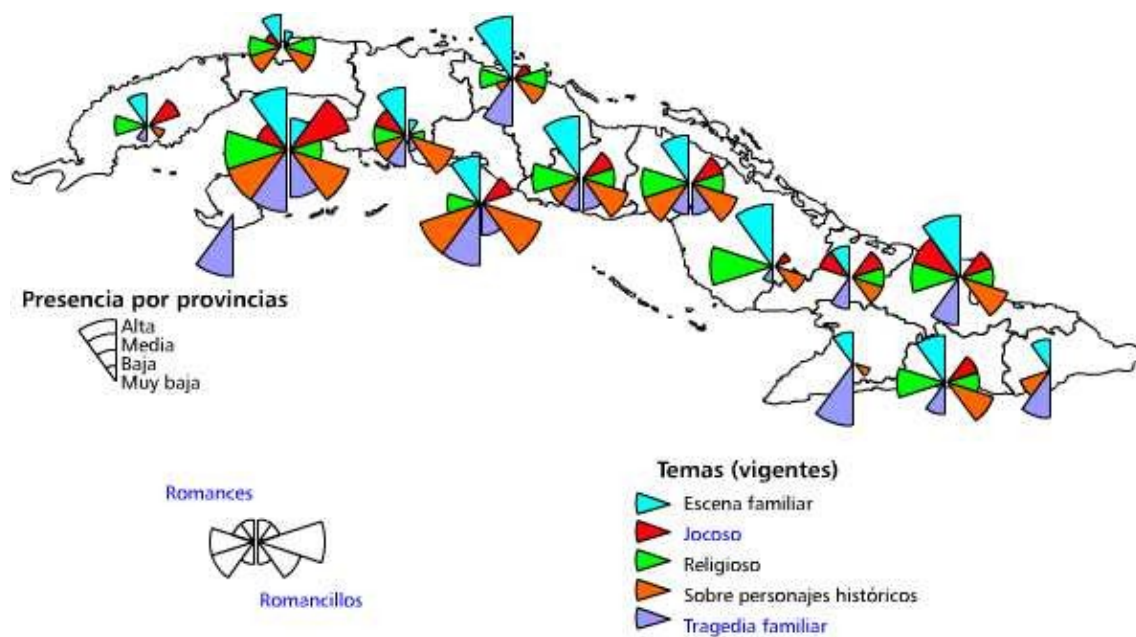 Presencia por provincias
Alta
Media
Baja
Muy baja
Romances
Romancillos
Temas (vigentes)
Escena familiar
Jocoso
Religioso
Sobre personajes históricos
Tragedia familiar